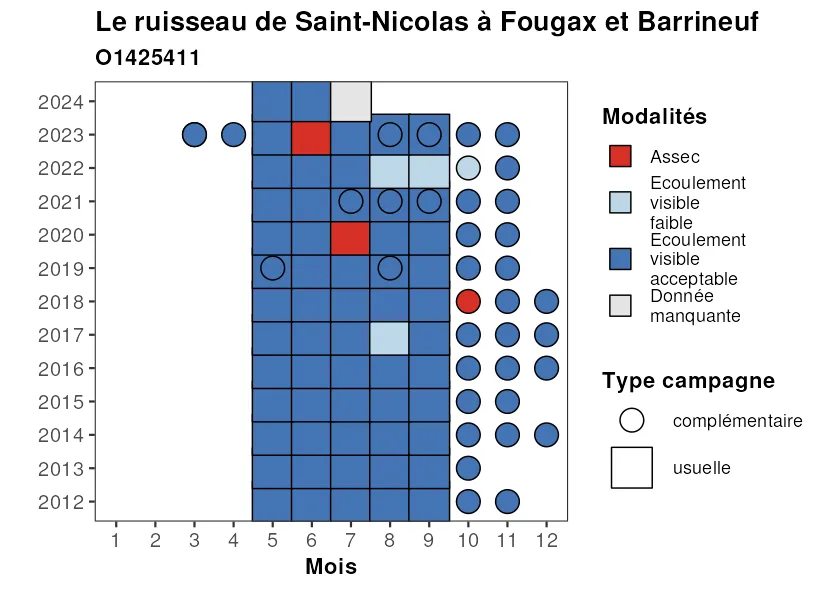 Le ruisseau de Saint-Nicolas à Fougax et Barrineuf
O1425411
2024
2023
2022
2021
2020
2019
2018
2017
2016
2015
2014
2013
2012
1 2 3 4 5 6 7 8 9 10 11 12
Mois
Modalités
Assec
Ecoulement
visible
faible
Ecoulement
visible
acceptable
Donnée
manquante
Type campagne
complémentaire
usuelle